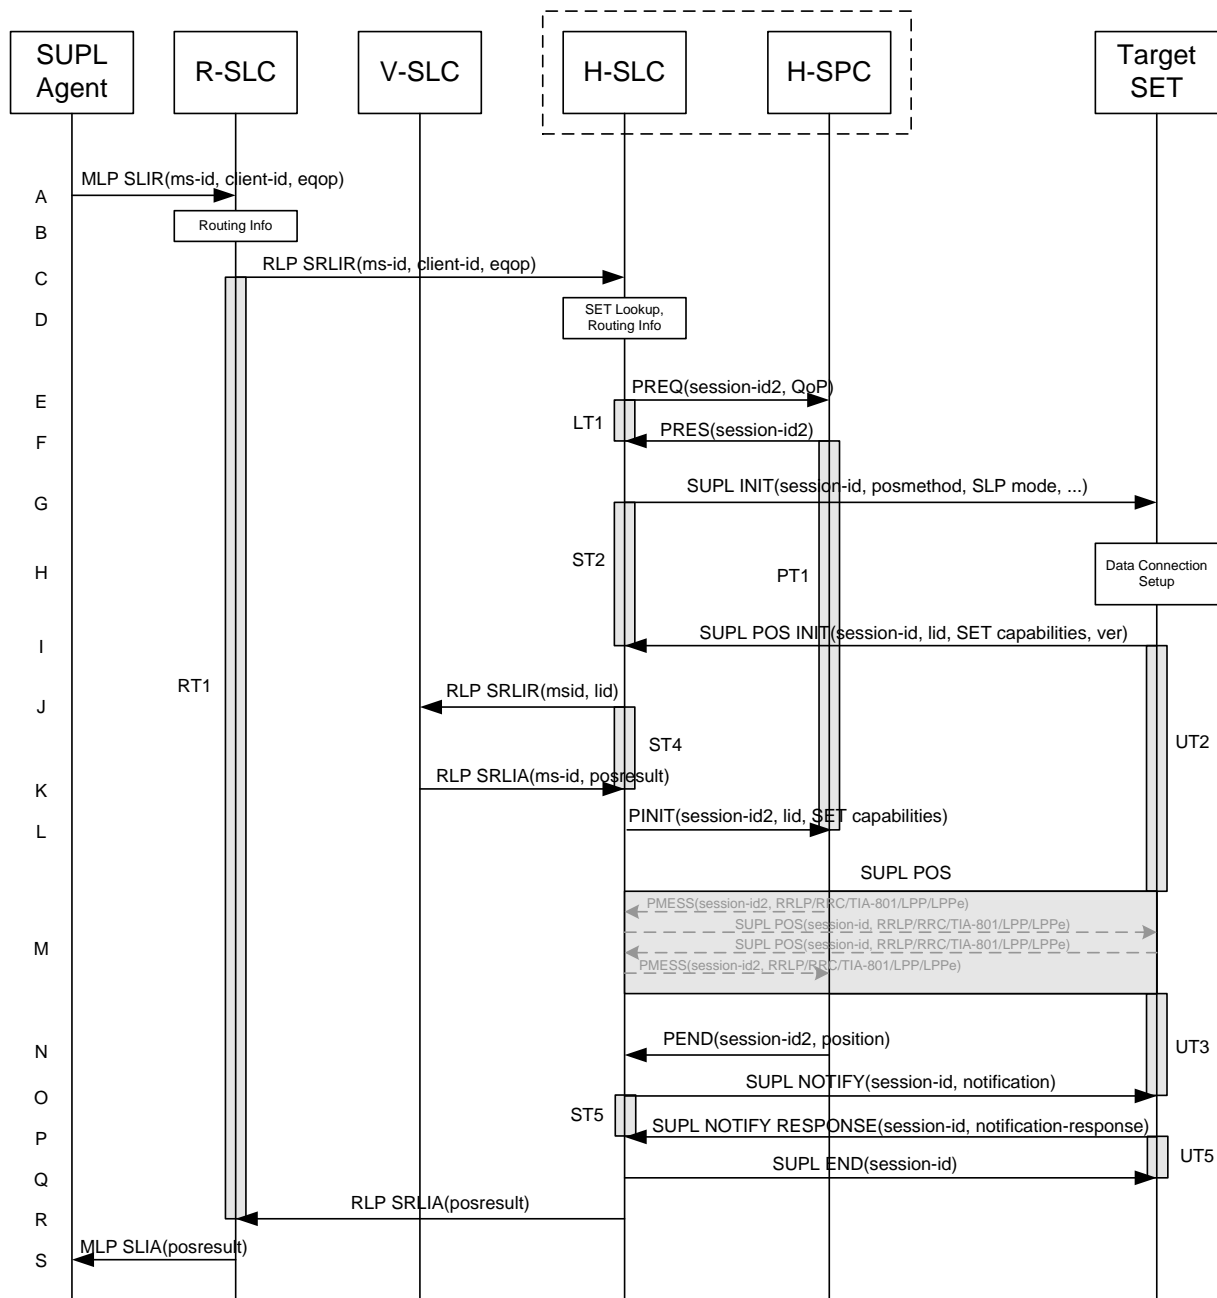 SUPL
Agent
R-SLC
V-SLC
H-SLC
H-SPC
Target
SET
A
MLP SLIR(ms-id, client-id, eqop)
B
Routing Info
C
RLP SRLIR(ms-id, client-id, eqop)
D
SET Lookup,
Routing Info
E
PREQ(session-id2, QoP)
LT1
F
PRES(session-id2)
G
SUPL INIT(session-id, posmethod, SLP mode, ...)
ST2
H
PT1
Data Connection
Setup
I
SUPL POS INIT(session-id, lid, SET capabilities, ver)
RT1
J
RLP SRLIR(msid, lid)
ST4
UT2
K
RLP SRLIA(ms-id, posresult)
L
PINIT(session-id2, lid, SET capabilities)
SUPL POS
PMESS(session-id2, RRLP/RRC/TIA-801/LPP/LPPe)
SUPL POS(session-id, RRLP/RRC/TIA-801/LPP/LPPe)
M
SUPL POS(session-id, RRLP/RRC/TIA-801/LPP/LPPe)
PMESS(session-id2, RRLP/RRC/TIA-801/LPP/LPPe)
N
PEND(session-id2, position)
UT3
O
SUPL NOTIFY(session-id, notification)
ST5
P
SUPL NOTIFY RESPONSE(session-id, notification-response)
UT5
Q
SUPL END(session-id)
R
RLP SRLIA(posresult)
S
MLP SLIA(posresult)